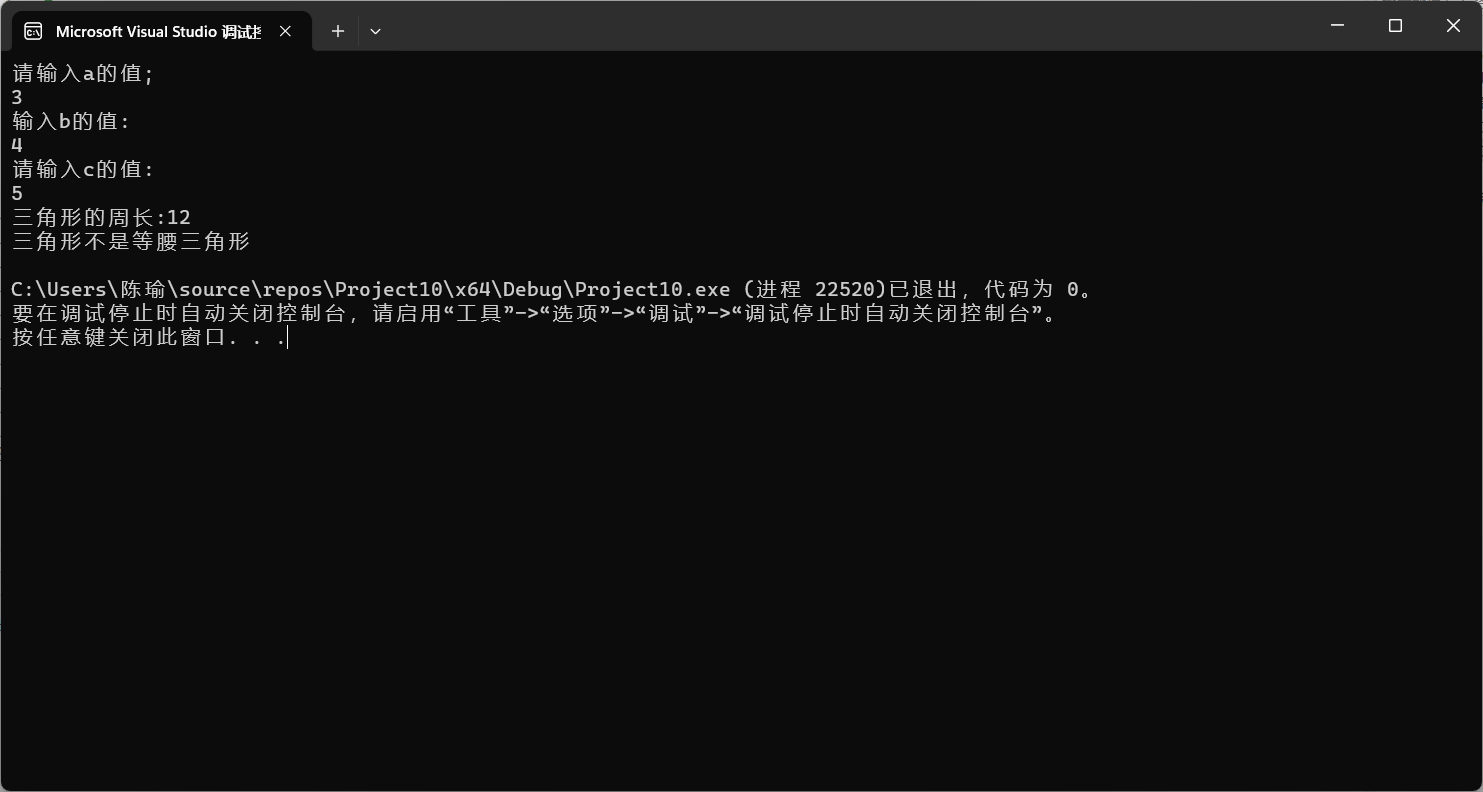 Microsoft Visual Studio 调试控
请输入a的值;
3
输入b的值:
4
请输入c的值:
5
三角形的周长:12
三角形不是等腰三角形
C:\Users\陈瑜\source\repos\Project10\x64\Debug\Project10.exe (进程 22520)已退出，代码为 0。
要在调试停止时自动关闭控制台，请启用“工具”->“选项”->“调试”->“调试停止时自动关闭控制台”。
按任意键关闭此窗口. . .